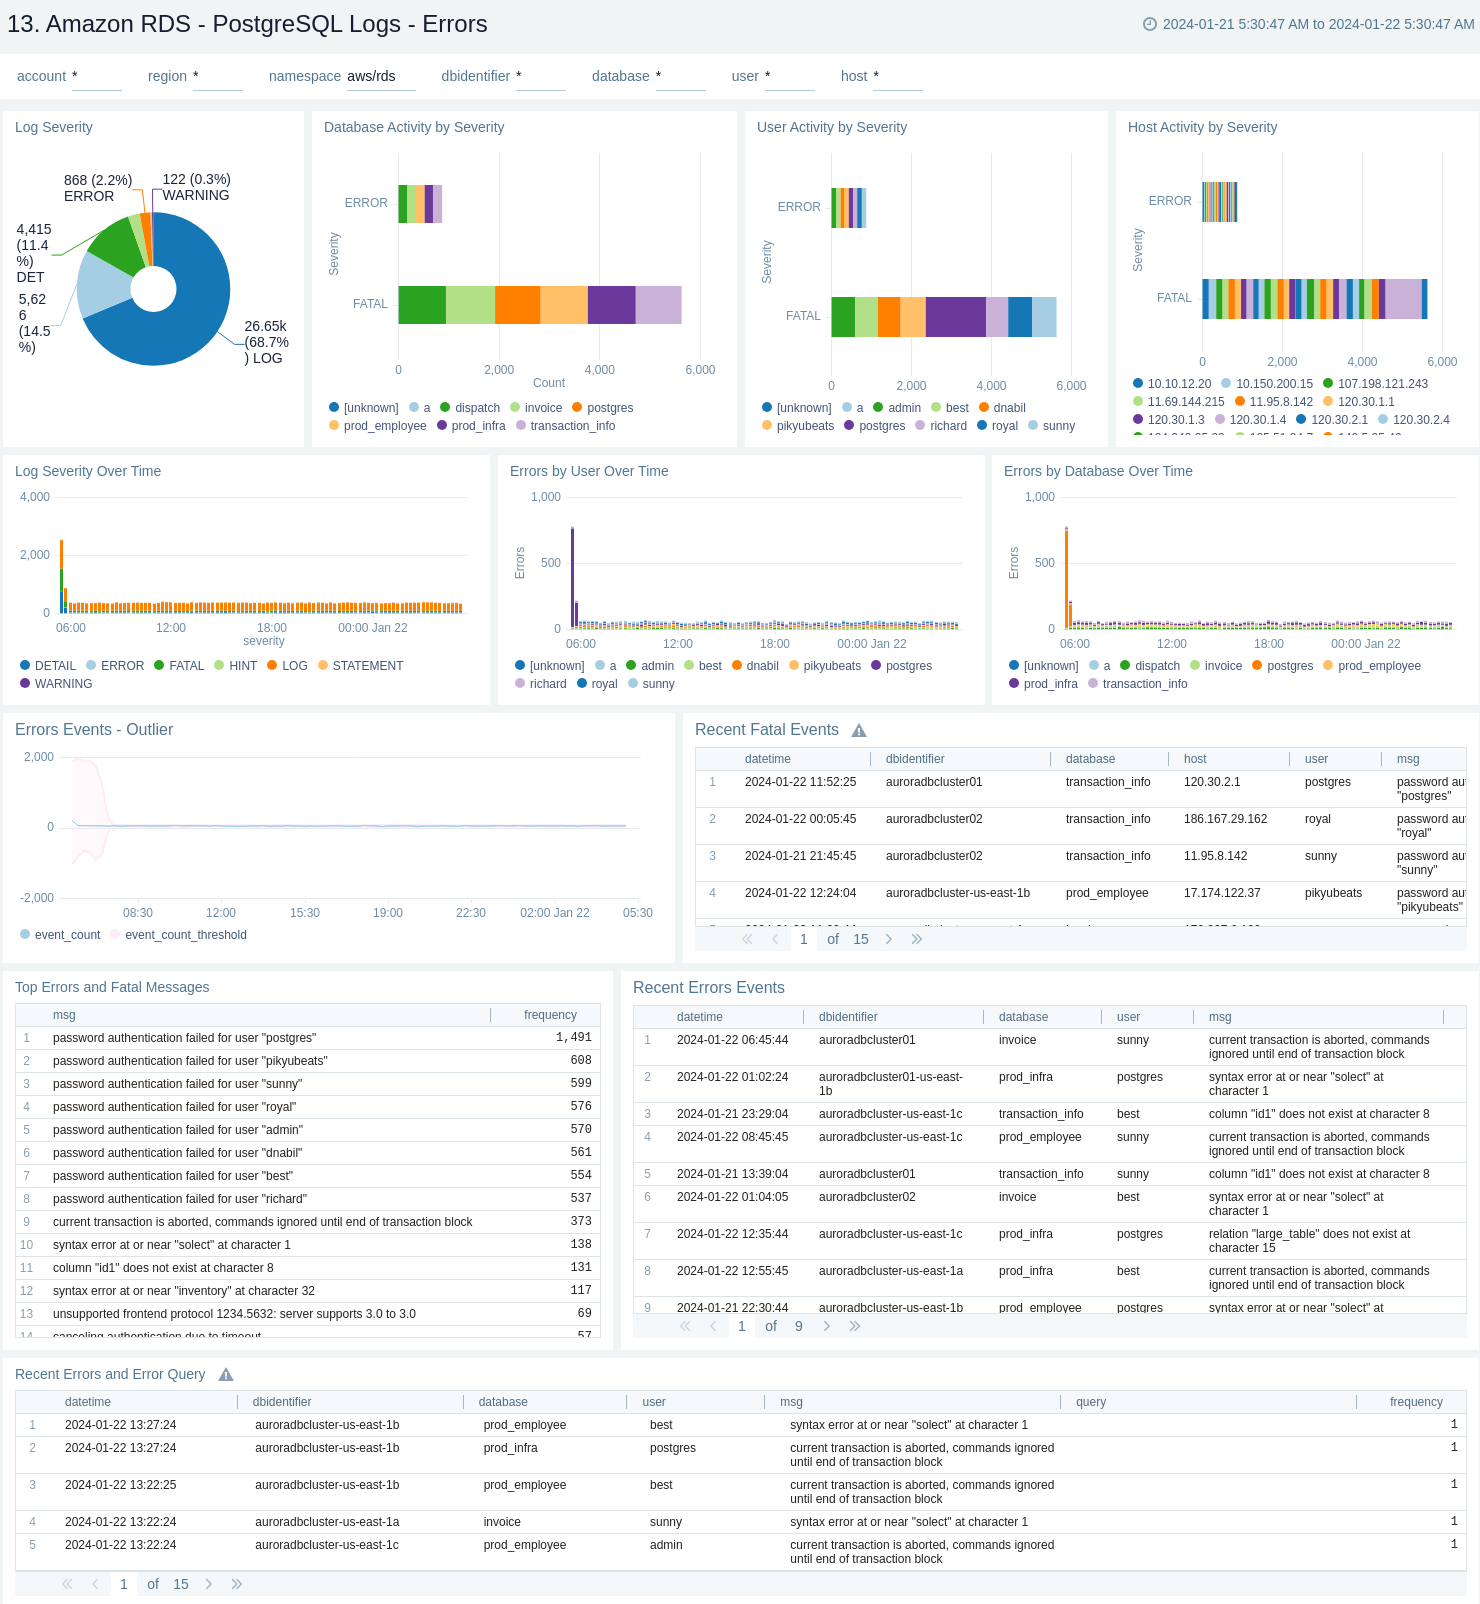 13. Amazon RDS - PostgreSQL Logs - Errors
2024-01-21 5:30:47 AM to 2024-01-22 5:30:47 AM
account * region * namespace aws/rds dbidentifier * database * user * host *
Log Severity
868 (2.2%)
ERROR
122 (0.3%)
WARNING
4,415
(11.4
%)
DET
5,62
6
(14.5
%)
26.65k
(68.7%
) LOG
Database Activity by Severity
Severity
ERROR
FATAL
0 2,000 4,000 6,000
Count
[unknown] a dispatch invoice postgres
prod_employee prod_infra transaction_info
User Activity by Severity
Severity
ERROR
FATAL
0 2,000 4,000 6,000
[unknown] a admin best dnabil
pikyubeats postgres richard royal sunny
Host Activity by Severity
Severity
ERROR
FATAL
0 2,000 4,000 6,000
10.10.12.20 10.150.200.15 107.198.121.243
11.69.144.215 11.95.8.142 120.30.1.1
120.30.1.3 120.30.1.4 120.30.2.1 120.30.2.4
Log Severity Over Time
4,000
2,000
0
06:00 12:00 18:00 00:00 Jan 22
severity
DETAIL ERROR FATAL HINT LOG STATEMENT
WARNING
Errors by User Over Time
Errors
1,000
500
0
06:00 12:00 18:00 00:00 Jan 22
[unknown] a admin best dnabil pikyubeats postgres
richard royal sunny
Errors by Database Over Time
Errors
1,000
500
0
06:00 12:00 18:00 00:00 Jan 22
[unknown] a dispatch invoice postgres prod_employee
prod_infra transaction_info
Errors Events - Outlier
2,000
0
-2,000
08:30 12:00 15:30 19:00 22:30 02:00 Jan 22 05:30
event_count event_count_threshold
Recent Fatal Events
datetime dbidentifier database host user msg
1 2024-01-22 11:52:25 auroradbcluster01 transaction_info 120.30.2.1 postgres password au
"postgres"
2 2024-01-22 00:05:45 auroradbcluster02 transaction_info 186.167.29.162 royal password au
"royal"
3 2024-01-21 21:45:45 auroradbcluster02 transaction_info 11.95.8.142 sunny password au
"sunny"
4 2024-01-22 12:24:04 auroradbcluster-us-east-1b prod_employee 17.174.122.37 pikyubeats password au
"pikyubeats"
1 of 15
Top Errors and Fatal Messages
msg frequency
1 password authentication failed for user "postgres" 1,491
2 password authentication failed for user "pikyubeats" 608
3 password authentication failed for user "sunny" 599
4 password authentication failed for user "royal" 576
5 password authentication failed for user "admin" 570
6 password authentication failed for user "dnabil" 561
7 password authentication failed for user "best" 554
8 password authentication failed for user "richard" 537
9 current transaction is aborted, commands ignored until end of transaction block 373
10 syntax error at or near "solect" at character 1 138
11 column "id1" does not exist at character 8 131
12 syntax error at or near "inventory" at character 32 117
13 unsupported frontend protocol 1234.5632: server supports 3.0 to 3.0 69
14 canceling authentication due to timeout 57
Recent Errors Events
datetime dbidentifier database user msg
1 2024-01-22 06:45:44 auroradbcluster01 invoice sunny current transaction is aborted, commands
ignored until end of transaction block
2 2024-01-22 01:02:24 auroradbcluster01-us-east- prod_infra postgres syntax error at or near "solect" at
1b character 1
3 2024-01-21 23:29:04 auroradbcluster-us-east-1c transaction_info best column "id1" does not exist at character 8
4 2024-01-22 08:45:45 auroradbcluster-us-east-1c prod_employee sunny current transaction is aborted, commands
ignored until end of transaction block
5 2024-01-21 13:39:04 auroradbcluster01 transaction_info sunny column "id1" does not exist at character 8
6 2024-01-22 01:04:05 auroradbcluster02 invoice best syntax error at or near "solect" at
character 1
7 2024-01-22 12:35:44 auroradbcluster-us-east-1c prod_infra postgres relation "large_table" does not exist at
character 15
8 2024-01-22 12:55:45 auroradbcluster-us-east-1a prod_infra best current transaction is aborted, commands
ignored until end of transaction block
9 2024-01-21 22:30:44 auroradbcluster-us-east-1b prod_employee postgres syntax error at or near "solect" at
1 of 9
Recent Errors and Error Query
datetime dbidentifier database user msg query frequency
1 2024-01-22 13:27:24 auroradbcluster-us-east-1b prod_employee best syntax error at or near "solect" at character 1 1
2 2024-01-22 13:27:24 auroradbcluster-us-east-1b prod_infra postgres current transaction is aborted, commands ignored 1
until end of transaction block
3 2024-01-22 13:22:25 auroradbcluster-us-east-1b prod_employee best current transaction is aborted, commands ignored 1
until end of transaction block
4 2024-01-22 13:22:24 auroradbcluster-us-east-1a invoice sunny syntax error at or near "solect" at character 1 1
5 2024-01-22 13:22:24 auroradbcluster-us-east-1c prod_employee admin current transaction is aborted, commands ignored 1
until end of transaction block
1 of 15